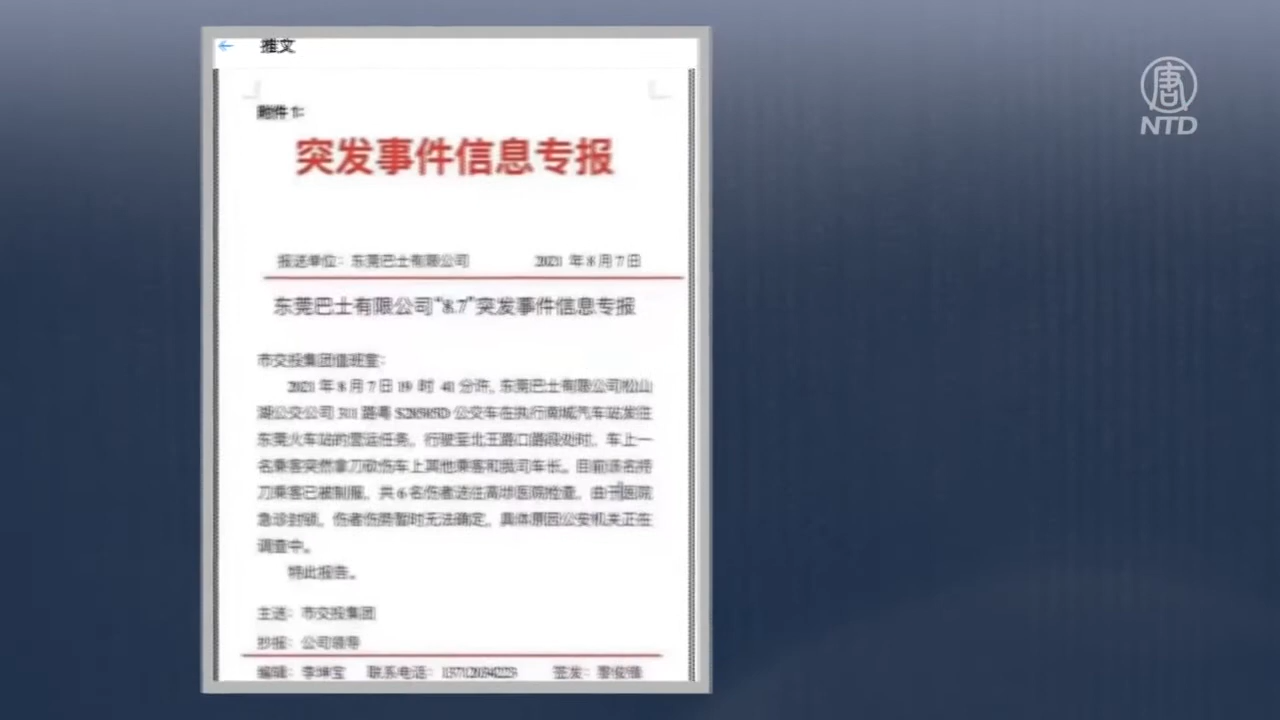 推文
唐
NTD
附件1:
突发事件信息专报
报送单位：东莞巴士有限公司 2021年8月7日
东莞巴士有限公司“8.7”突发事件信息专报
市交投集团值班室：
2021年8月7日19时41分许，东莞巴士有限公司松山
湖公交公司311路粤 公交车在执行南城汽车站发往
东莞火车站的营运任务，行驶至北王路口路段处时，车上一
名乘客突然拿刀砍伤车上其他乘客和我司车长。目前该名持
刀乘客已被制服，共6名伤者送往高埗医院检查，由于医院
急诊封锁，伤者伤势暂时无法确定，具体原因公安机关正在
调查中。
特此报告。
主送：市交投集团
抄报：公司领导
编辑：李 宝 联系电话： 签发：